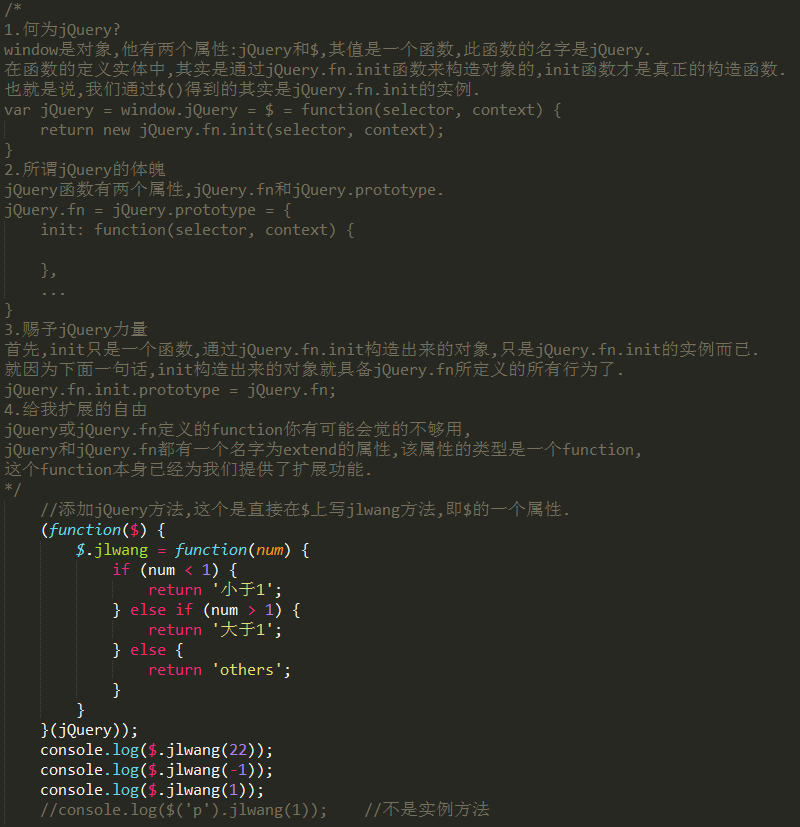 /*
1.何为jQuery?
window是对象,他有两个属性:jQuery和$,其值是一个函数,此函数的名字是jQuery.
在函数的定义实体中,其实是通过jQuery.fn.init函数来构造对象的,init函数才是真正的构造函数.
也就是说,我们通过$()得到的其实是jQuery.fn.init的实例.
var jQuery = window.jQuery = $ = function(selector, context) {
    return new jQuery.fn.init(selector, context);
}
2.所谓jQuery的体魄
jQuery函数有两个属性,jQuery.fn和jQuery.prototype.
jQuery.fn = jQuery.prototype = {
    init: function(selector, context) {

    },
    ...
}
3.赐予jQuery力量
首先,init只是一个函数,通过jQuery.fn.init构造出来的对象,只是jQuery.fn.init的实例而已.
就因为下面一句话,init构造出来的对象就具备jQuery.fn所定义的所有行为了.
jQuery.fn.init.prototype = jQuery.fn;
4.给我扩展的自由
jQuery或jQuery.fn定义的function你有可能会觉的不够用,
jQuery和jQuery.fn都有一个名字为extend的属性,该属性的类型是一个function,
这个function本身已经为我们提供了扩展功能.
*/
    //添加jQuery方法,这个是直接在$上写jlwang方法,即$的一个属性.
    (function($) {
        $.jlwang = function(num) {
            if (num < 1) {
                return '小于1';
            } else if (num > 1) {
                return '大于1';
            } else {
                return 'others';
            }
        }
    }(jQuery));
    console.log($.jlwang(22));
    console.log($.jlwang(-1));
    console.log($.jlwang(1));
    //console.log($('p').jlwang(1));    //不是实例方法